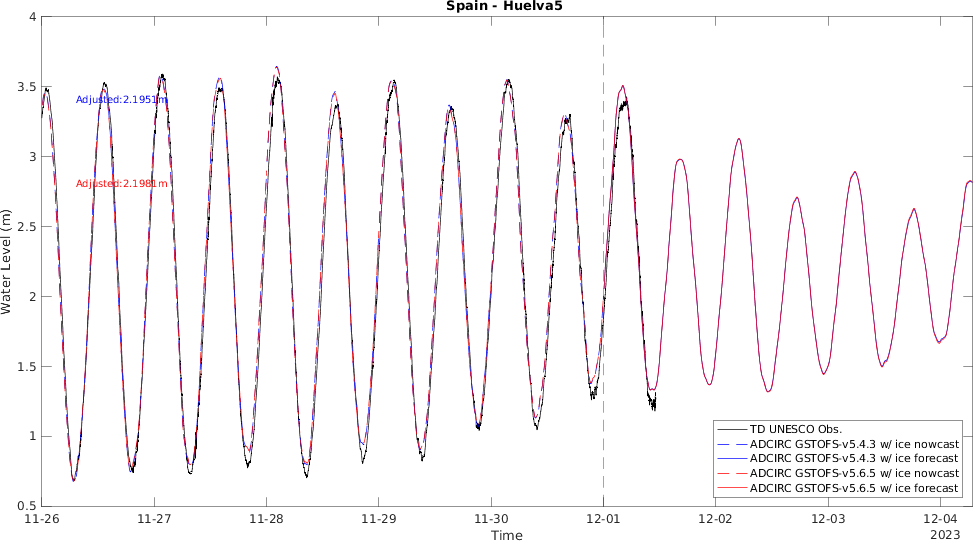 Spain - Huelva5
4
3.5
3
2.5
2
1.5
1
0.5
Water Level (m)
Adjusted:2.1951m
Adjusted:2.1981m
TD UNESCO Obs.
ADCIRC GSTOFS-v5.4.3 w/ ice nowcast
ADCIRC GSTOFS-v5.4.3 w/ ice forecast
ADCIRC GSTOFS-v5.6.5 w/ ice nowcast
ADCIRC GSTOFS-v5.6.5 w/ ice forecast
11-26 11-27 11-28 11-29 11-30 12-01 12-02 12-03 12-04
Time
2023